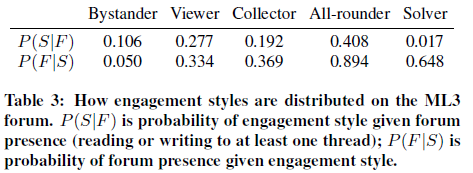 Bystander Viewer Collector All-rounder Solver
P(S|F) 0.106 0.277 0.192 0.408 0.017
P(F|S) 0.050 0.334 0.369 0.894 0.648
Table 3: How engagement styles are distributed on the ML3
forum. P(S|F) is probability of engagement style given forum
presence (reading or writing to at least one thread); P(F|S) is
probability of forum presence given engagement style.